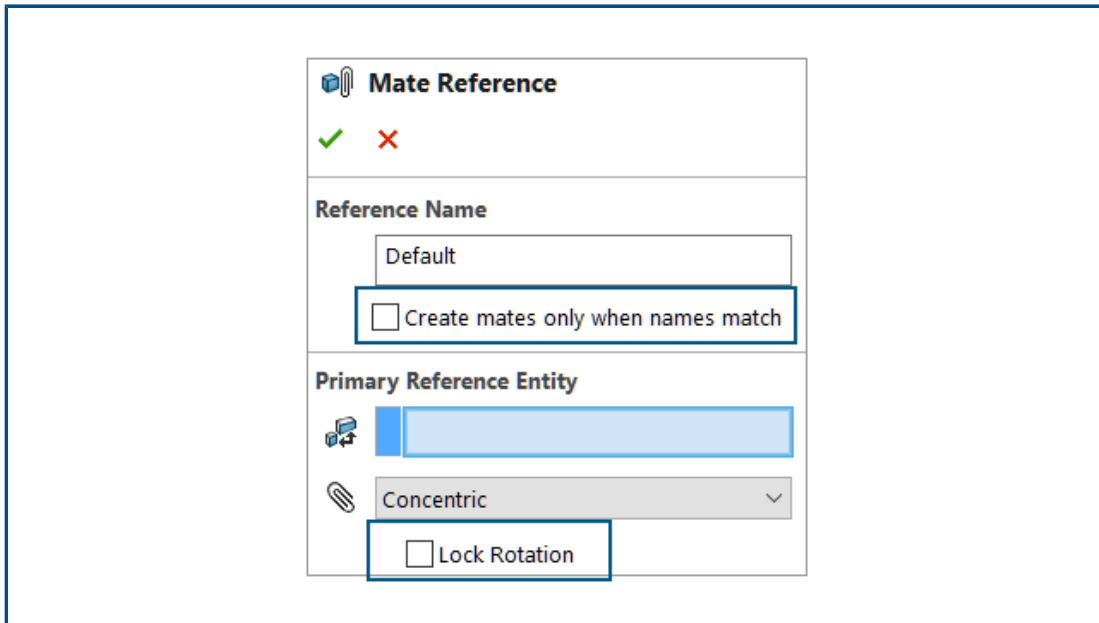 Mate Reference
Reference Name
Default
Create mates only when names match
Primary Reference Entity
Concentric
Lock Rotation